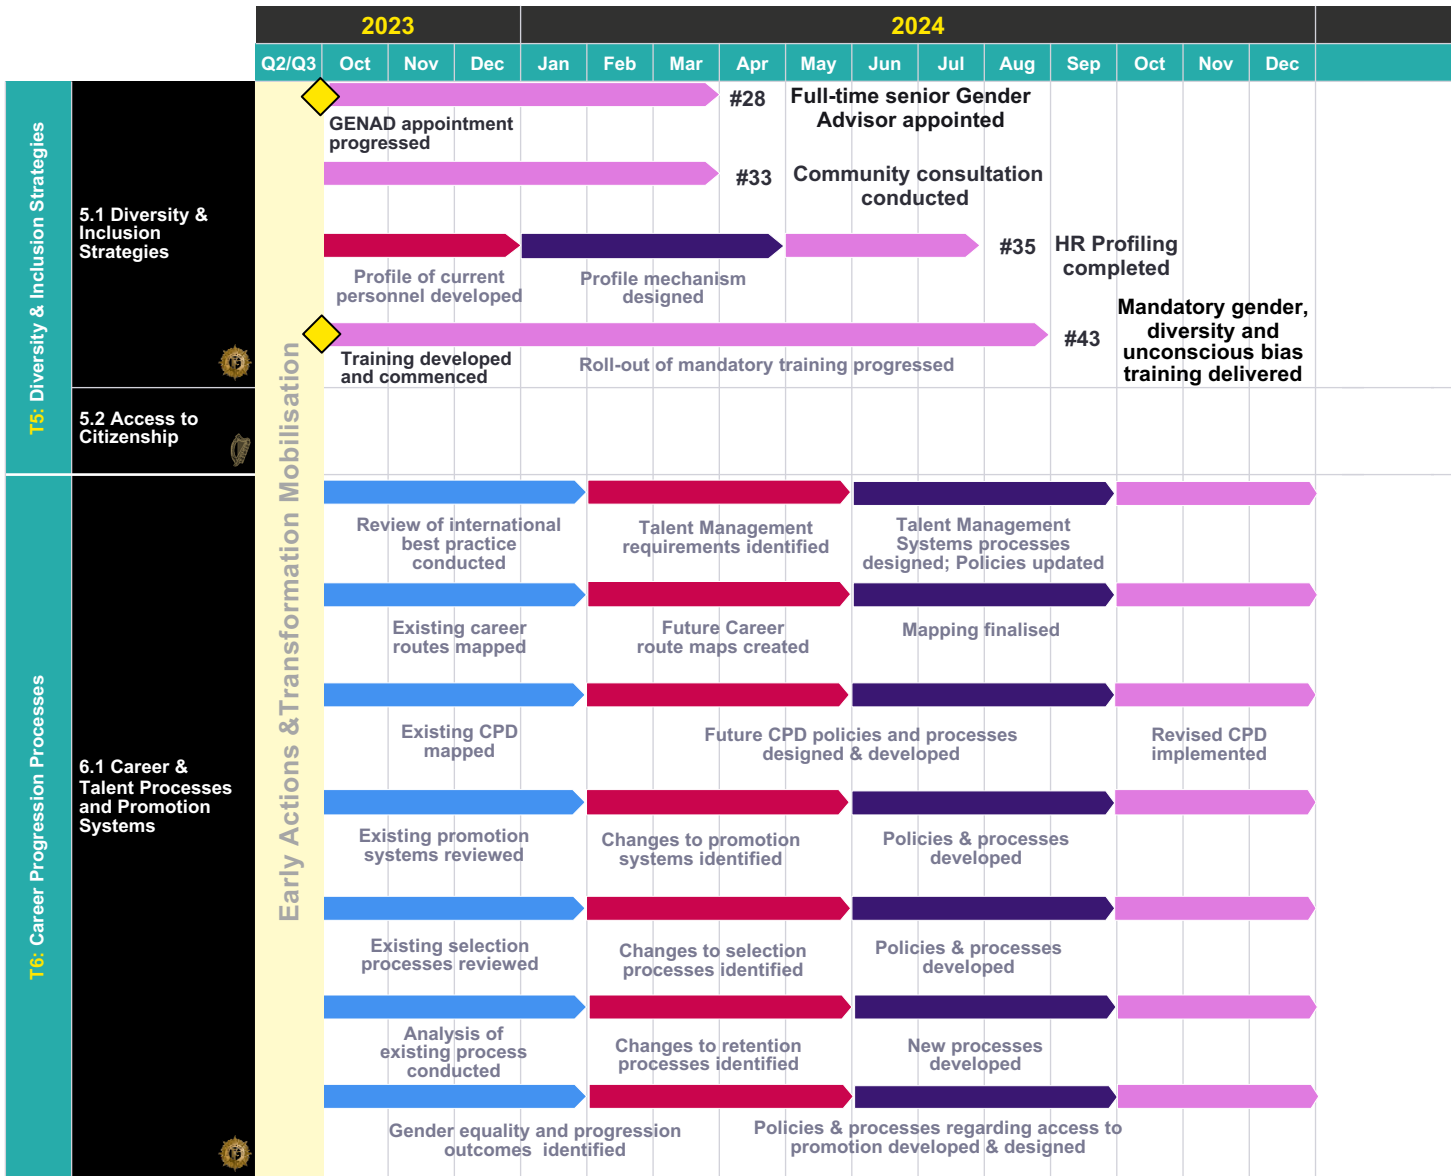 2023
2024
Q2/Q3
Oct
Nov
Dec
Jan
Feb
Mar
Apr
May
Jun
Jul
Aug
Sep
Oct
Nov
Dec
T5: Diversity & Inclusion Strategies
5.1 Diversity &
Inclusion
Strategies
Early Actions &Transformation Mobilisation
GENAD appointment
progressed
#28
Full-time senior Gender
Advisor appointed
#33
Community consultation
conducted
Profile of current
personnel developed
Profile mechanism
designed
#35
HR Profiling
completed
Training developed
and commenced
Roll-out of mandatory training progressed
#43
Mandatory gender,
diversity and
unconscious bias
training delivered
5.2 Access to
Citizenship
T6: Career Progression Processes
6.1 Career &
Talent Processes
and Promotion
Systems
Review of international
best practice
conducted
Talent Management
requirements identified
Talent Management
Systems processes
designed; Policies updated
Existing career
routes mapped
Future Career
route maps created
Mapping finalised
Existing CPD
mapped
Future CPD policies and processes
designed & developed
Revised CPD
implemented
Existing promotion
systems reviewed
Changes to promotion
systems identified
Policies & processes
developed
Existing selection
processes reviewed
Changes to selection
processes identified
Policies & processes
developed
Analysis of
existing process
conducted
Changes to retention
processes identified
New processes
developed
Gender equality and progression
outcomes identified
Policies & processes regarding access to
promotion developed & designed